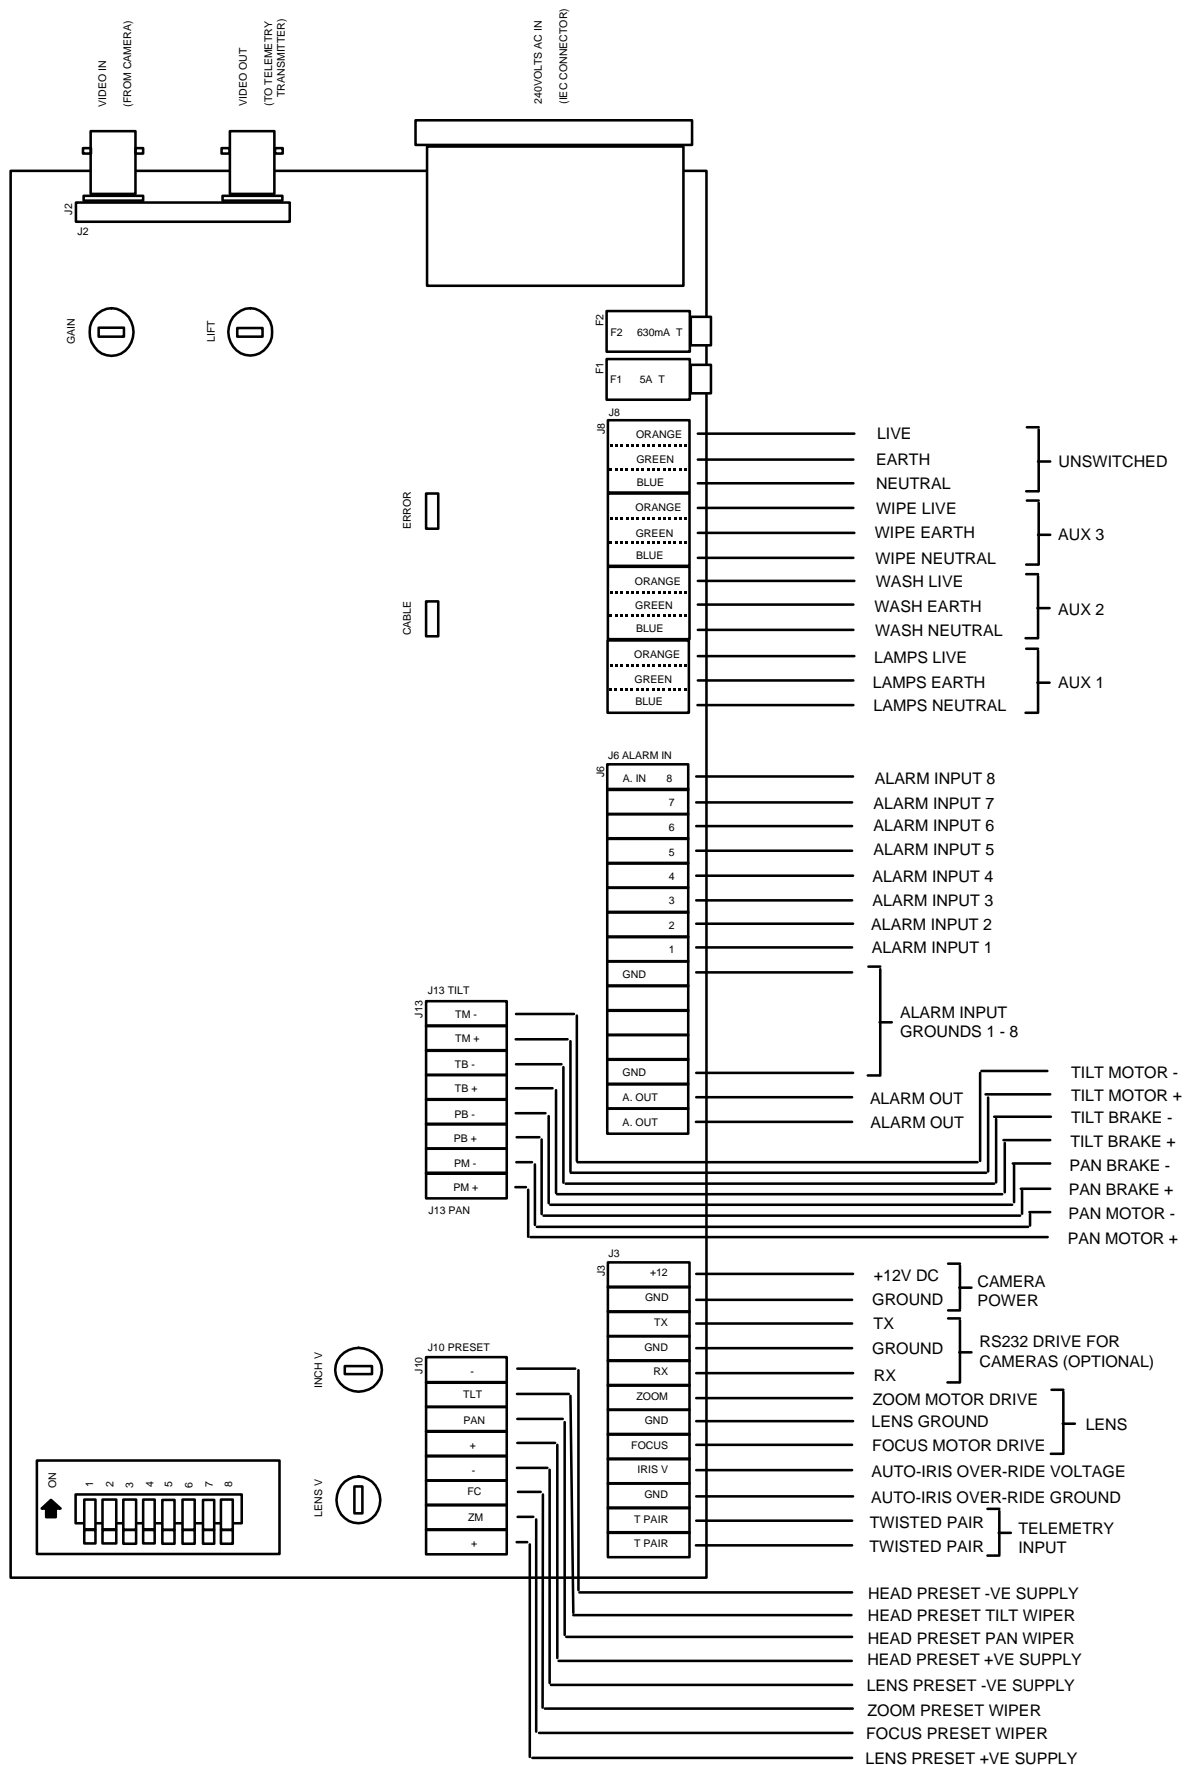 VIDEO IN
(FROM CAMERA)
VIDEO OUT
(TO TELEMETRY
TRANSMITTER)
240VOLTS AC IN
(IEC CONNECTOR)
J2
J2
GAIN
LIFT
F2
F2 630mA T
F1
F1 5A T
J8
J8
ORANGE
GREEN
BLUE
ORANGE
GREEN
BLUE
ORANGE
GREEN
BLUE
ORANGE
GREEN
BLUE
LIVE
EARTH
NEUTRAL
UNSWITCHED
WIPE LIVE
WIPE EARTH
WIPE NEUTRAL
AUX 3
WASH LIVE
WASH EARTH
WASH NEUTRAL
AUX 2
LAMPS LIVE
LAMPS EARTH
LAMPS NEUTRAL
AUX 1
ERROR
CABLE
J6 ALARM IN
J6
A. IN 8
7
6
5
4
3
2
1
GND
GND
A. OUT
A. OUT
ALARM INPUT 8
ALARM INPUT 7
ALARM INPUT 6
ALARM INPUT 5
ALARM INPUT 4
ALARM INPUT 3
ALARM INPUT 2
ALARM INPUT 1
ALARM INPUT
GROUNDS 1 - 8
ALARM OUT
ALARM OUT
J13 TILT
J13
TM -
TM +
TB -
TB +
PB -
PB +
PM -
PM +
J13 PAN
TILT MOTOR -
TILT MOTOR +
TILT BRAKE -
TILT BRAKE +
PAN BRAKE -
PAN BRAKE +
PAN MOTOR -
PAN MOTOR +
J3
J3
+12
GND
TX
GND
RX
ZOOM
GND
FOCUS
IRIS V
GND
T PAIR
T PAIR
+12V DC
GROUND
CAMERA
POWER
TX
GROUND
RX
RS232 DRIVE FOR
CAMERAS (OPTIONAL)
ZOOM MOTOR DRIVE
LENS GROUND
FOCUS MOTOR DRIVE
LENS
AUTO-IRIS OVER-RIDE VOLTAGE
AUTO-IRIS OVER-RIDE GROUND
TWISTED PAIR
TWISTED PAIR
TELEMETRY
INPUT
INCH V
LENS V
J10 PRESET
J10
-
TLT
PAN
+
-
FC
ZM
+
ON
1 2 3 4 5 6 7 8
HEAD PRESET -VE SUPPLY
HEAD PRESET TILT WIPER
HEAD PRESET PAN WIPER
HEAD PRESET +VE SUPPLY
LENS PRESET -VE SUPPLY
ZOOM PRESET WIPER
FOCUS PRESET WIPER
LENS PRESET +VE SUPPLY